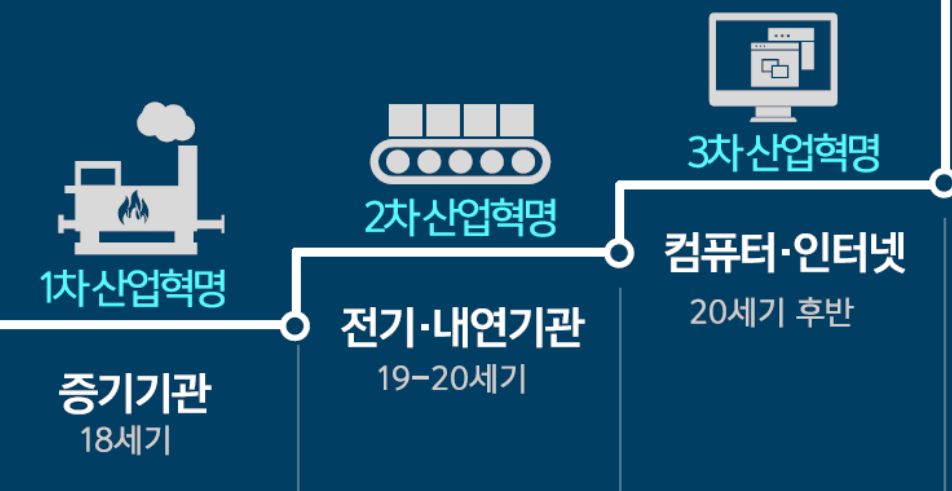 1차 산업혁명
증기기관
18세기
2차 산업혁명
전기·내연기관
19-20세기
3차 산업혁명
컴퓨터·인터넷
20세기 후반